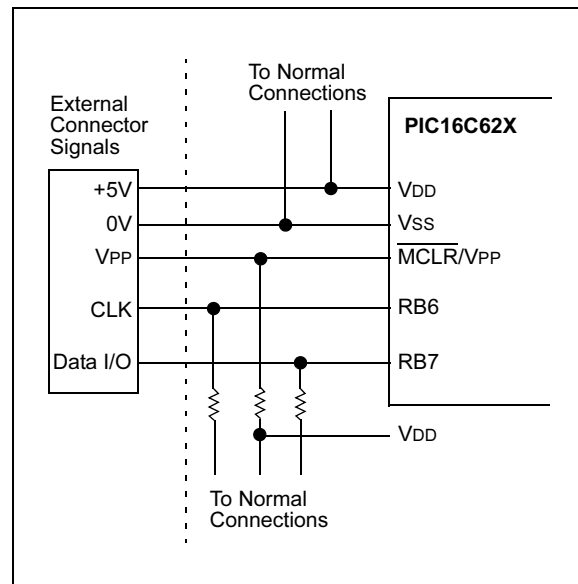 To Normal
Connections
External
Connector
Signals
PIC16C62X
+5V
VDD
0V
VSS
VPP
MCLR/VPP
CLK
RB6
Data I/O
RB7
VDD
To Normal
Connections